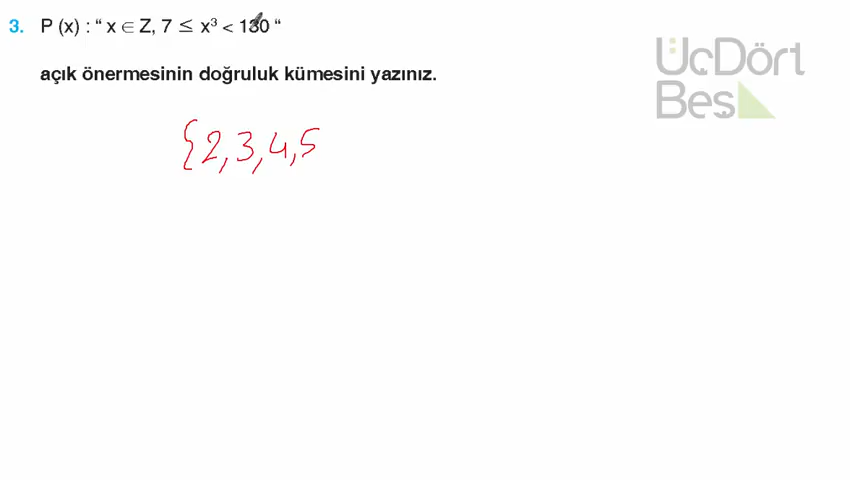 3. P (x) : “ x ∈ Z, 7 ≤ x³ < 130 “
açık önermesinin doğruluk kümesini yazınız.
ÜçDört
Beş
{2, 3, 4, 5